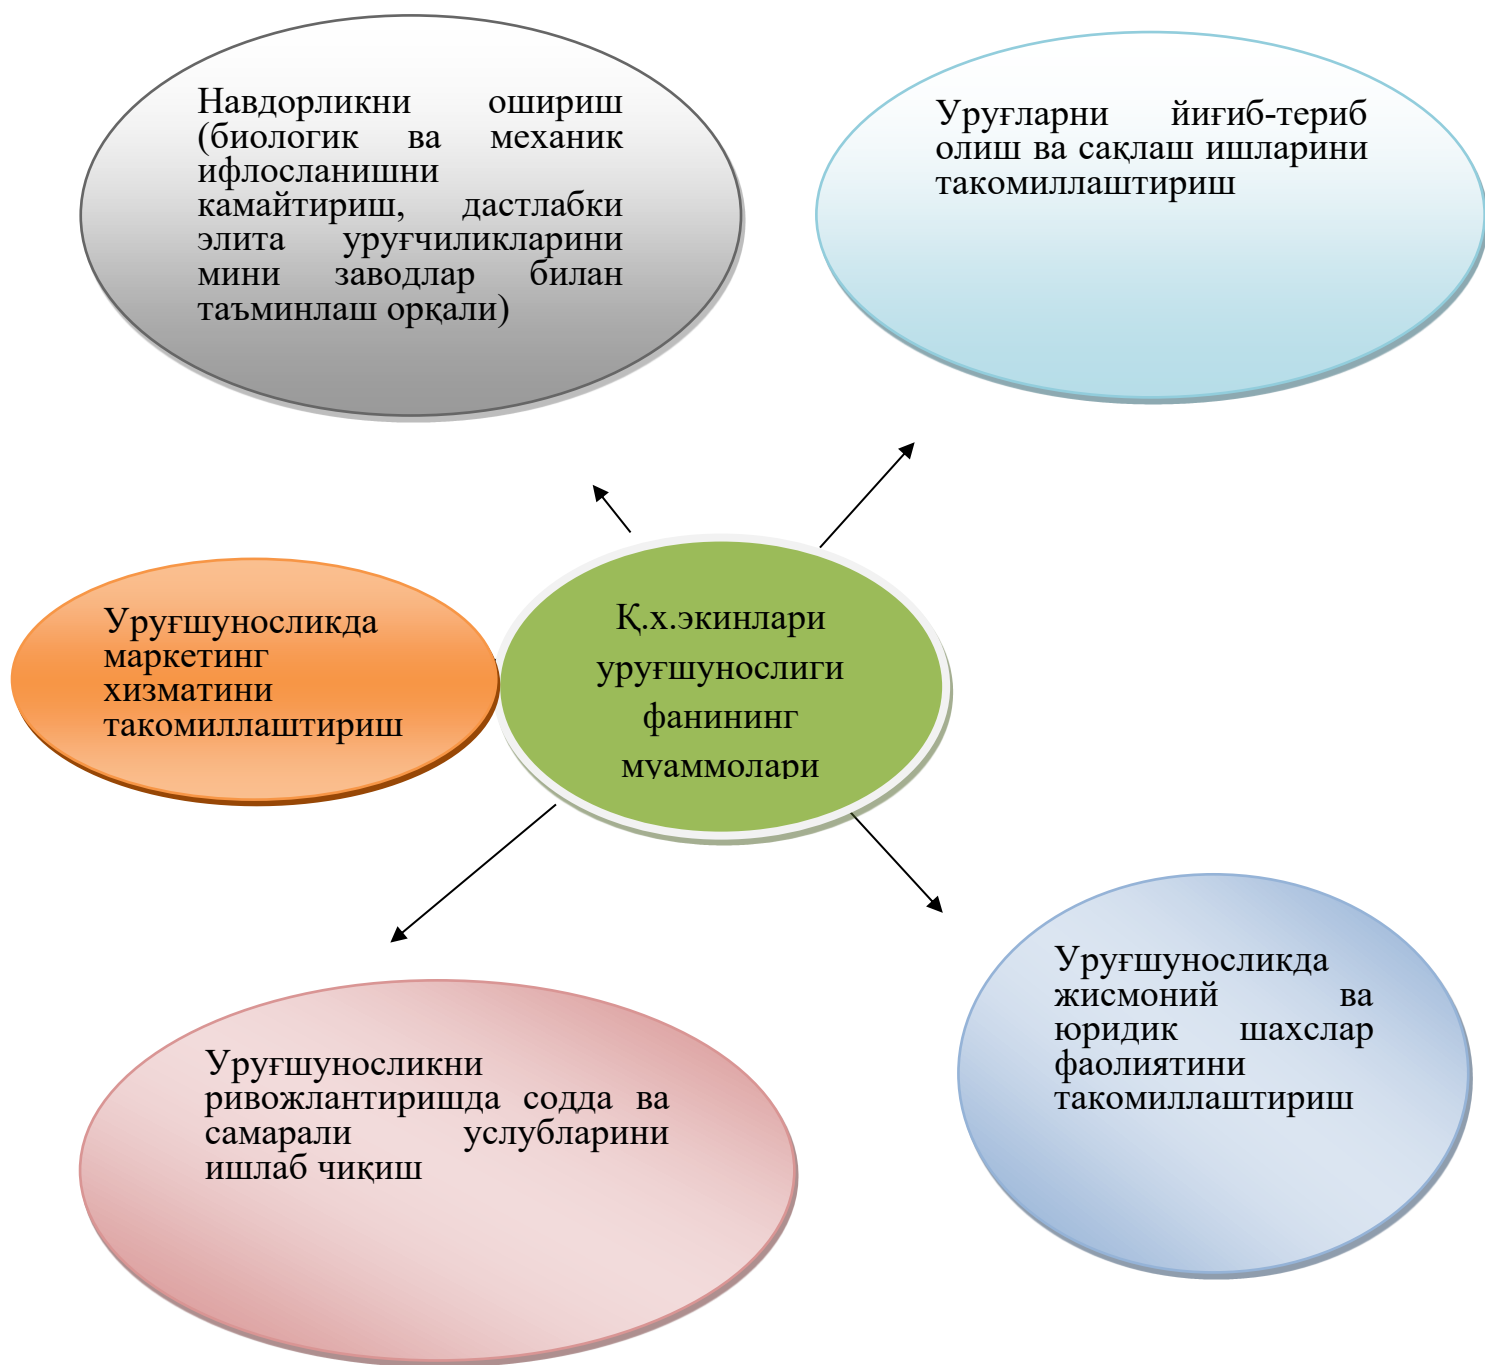 Навдорликни ошириш
(биологик ва механик
ифлосланишни
камайтириш, дастлабки
элита уруғчиликларини
мини заводлар билан
таъминлаш орқали)
Уруғларни йиғиб-териб
олиш ва сақлаш ишларини
такомиллаштириш
Уруғшуносликда
маркетинг
хизматини
такомиллаштириш
Қ.х.экинлари
уруғшунослиги
фанининг
муаммолари
Уруғшуносликда
жисмоний ва
юридик шахслар
фаолиятини
такомиллаштириш
Уруғшуносликни
ривожлантиришда содда ва
самарали услубларини
ишлаб чиқиш